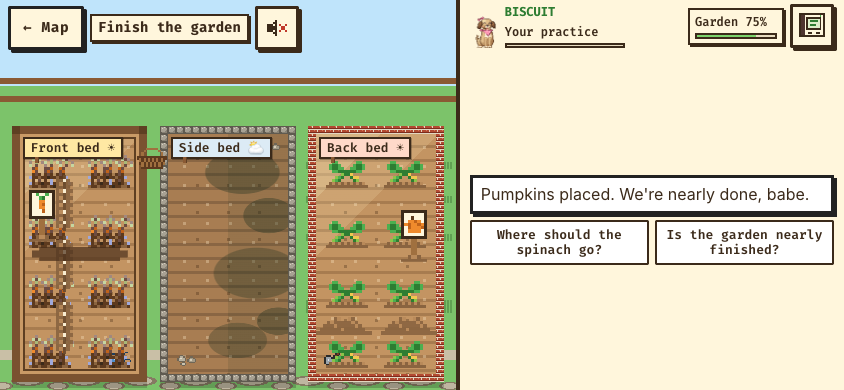 ← Map
Finish the garden
Front bed ☀
Side bed ⛅
Back bed ☀
BISCUIT
Your practice
Garden 75%
Pumpkins placed. We're nearly done, babe.
Where should the
spinach go?
Is the garden nearly
finished?